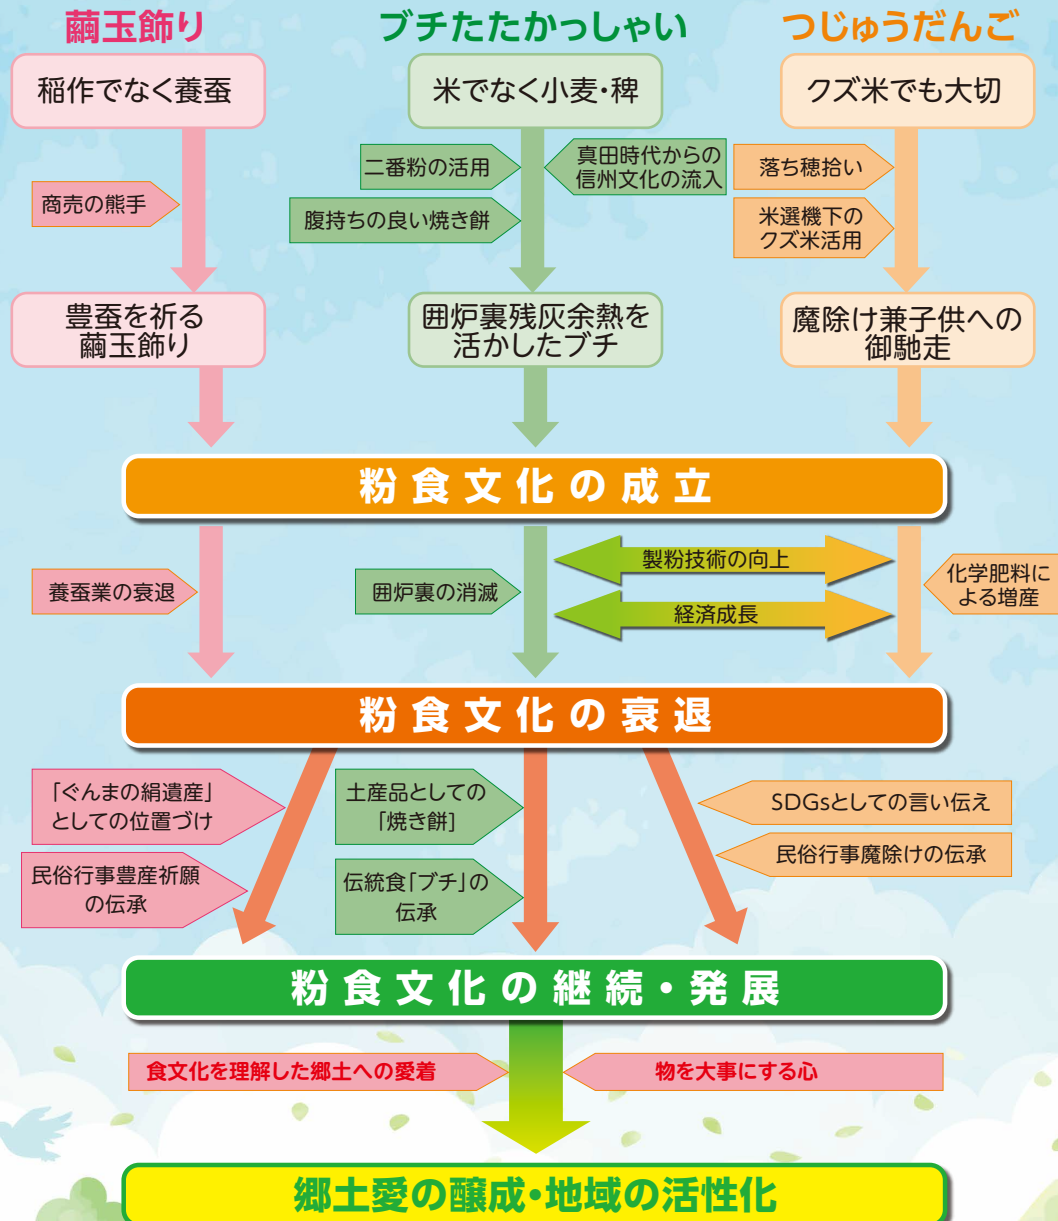 繭玉飾り
ブチたたかっしゃい
つじゅうだんご
稲作でなく養蚕
米でなく小麦・稗
クズ米でも大切
商売の熊手
二番粉の活用
真田時代からの
信州文化の流入
腹持ちの良い焼き餅
落ち穂拾い
米選機下の
クズ米活用
豊蚕を祈る
繭玉飾り
囲炉裏残灰余熱を
活かしたブチ
魔除け兼子供への
御馳走
粉食文化の成立
養蚕業の衰退
囲炉裏の消滅
製粉技術の向上
経済成長
化学肥料に
よる増産
粉食文化の衰退
「ぐんまの絹遺産」
としての位置づけ
民俗行事豊産祈願
の伝承
土産品としての
「焼き餅]
伝統食「ブチ」の
伝承
SDGsとしての言い伝え
民俗行事魔除けの伝承
粉食文化の継続・発展
食文化を理解した郷土への愛着
物を大事にする心
郷土愛の醸成・地域の活性化